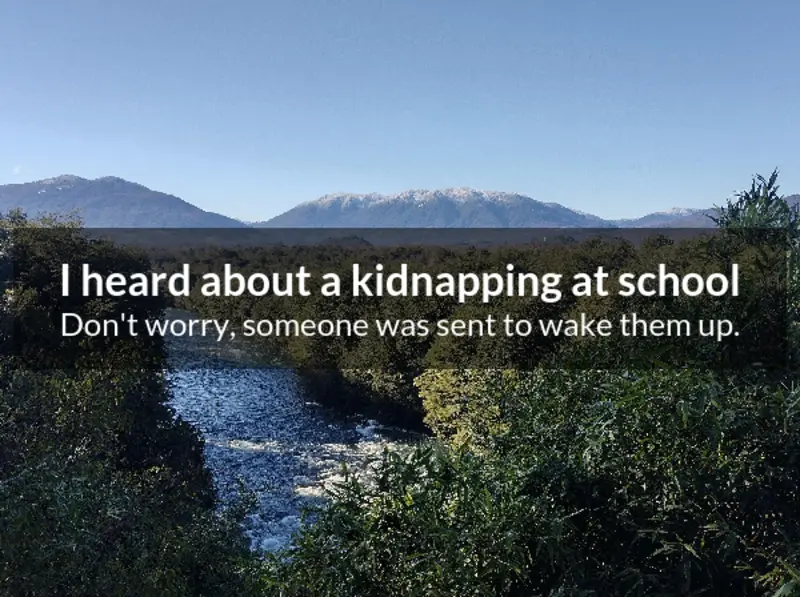 I heard about a kidnapping at school
Don't worry, someone was sent to wake them up.